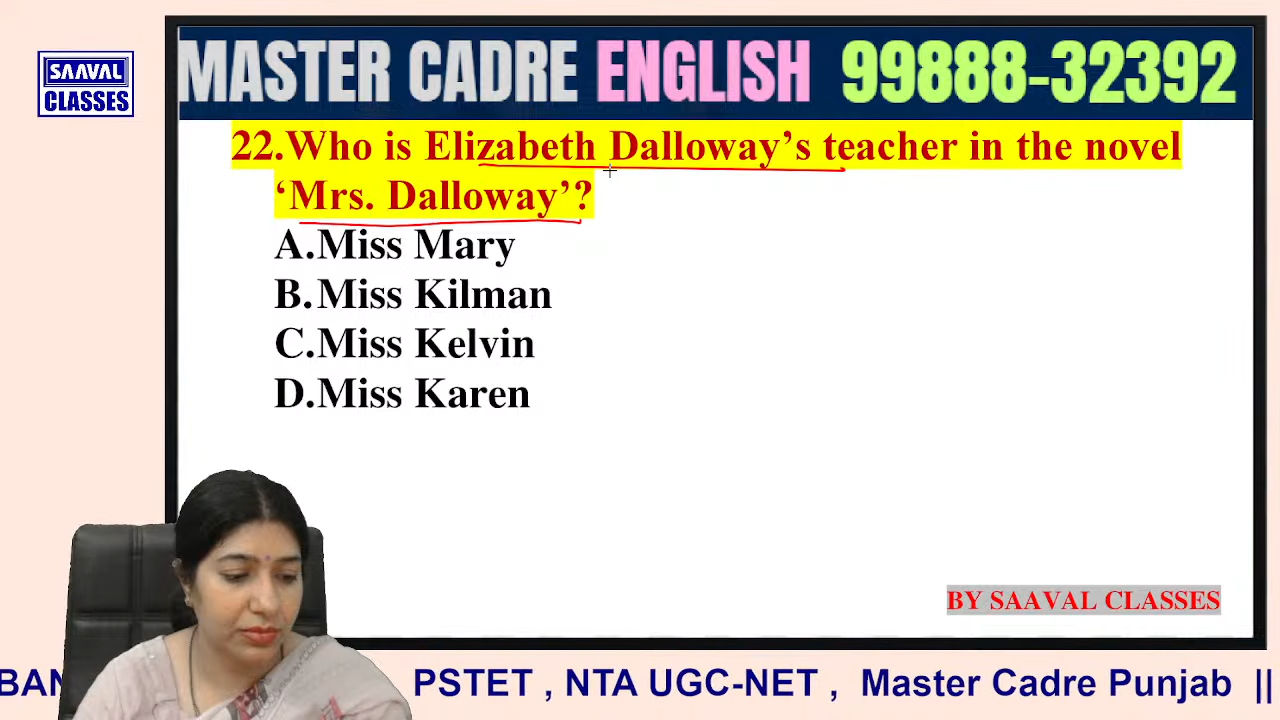 SAAVAL
CLASSES
MASTER CADRE ENGLISH 99888-32392
22.Who is Elizabeth Dalloway’s teacher in the novel
‘Mrs. Dalloway’?
A.Miss Mary
B.Miss Kilman
C.Miss Kelvin
D.Miss Karen
BY SAAVAL CLASSES
BAN PSTET , NTA UGC-NET , Master Cadre Punjab ||